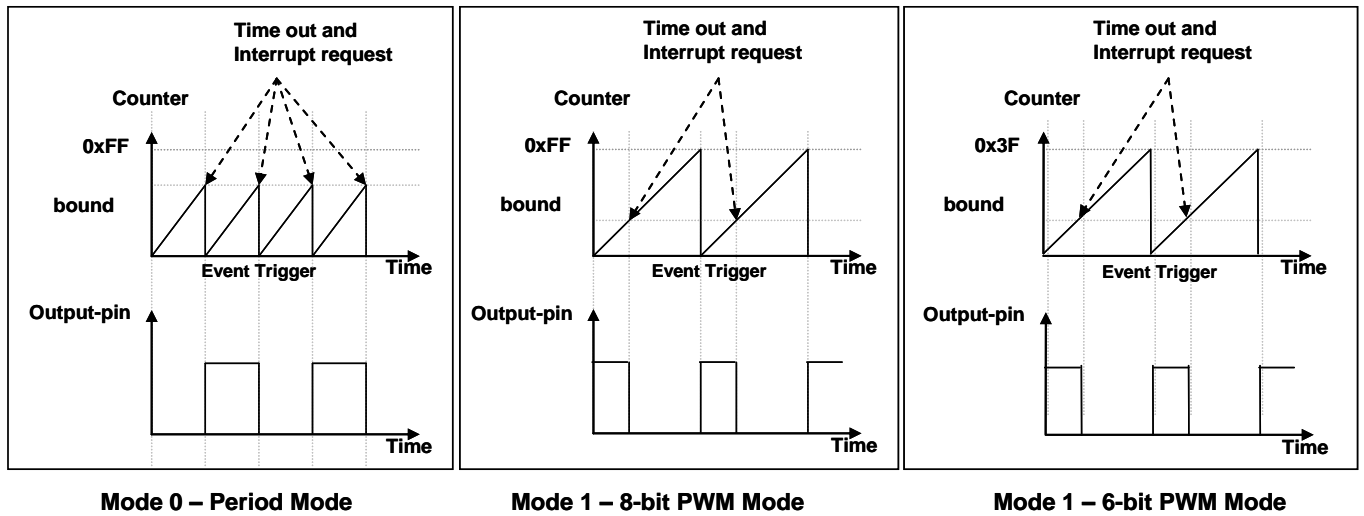 Time out and
Interrupt request
Counter
0xFF
bound
Event Trigger
Time
Output-pin
Time
Mode 0 – Period Mode
Time out and
Interrupt request
Counter
0xFF
bound
Event Trigger
Time
Output-pin
Time
Mode 1 – 8-bit PWM Mode
Time out and
Interrupt request
Counter
0x3F
bound
Event Trigger
Time
Output-pin
Time
Mode 1 – 6-bit PWM Mode